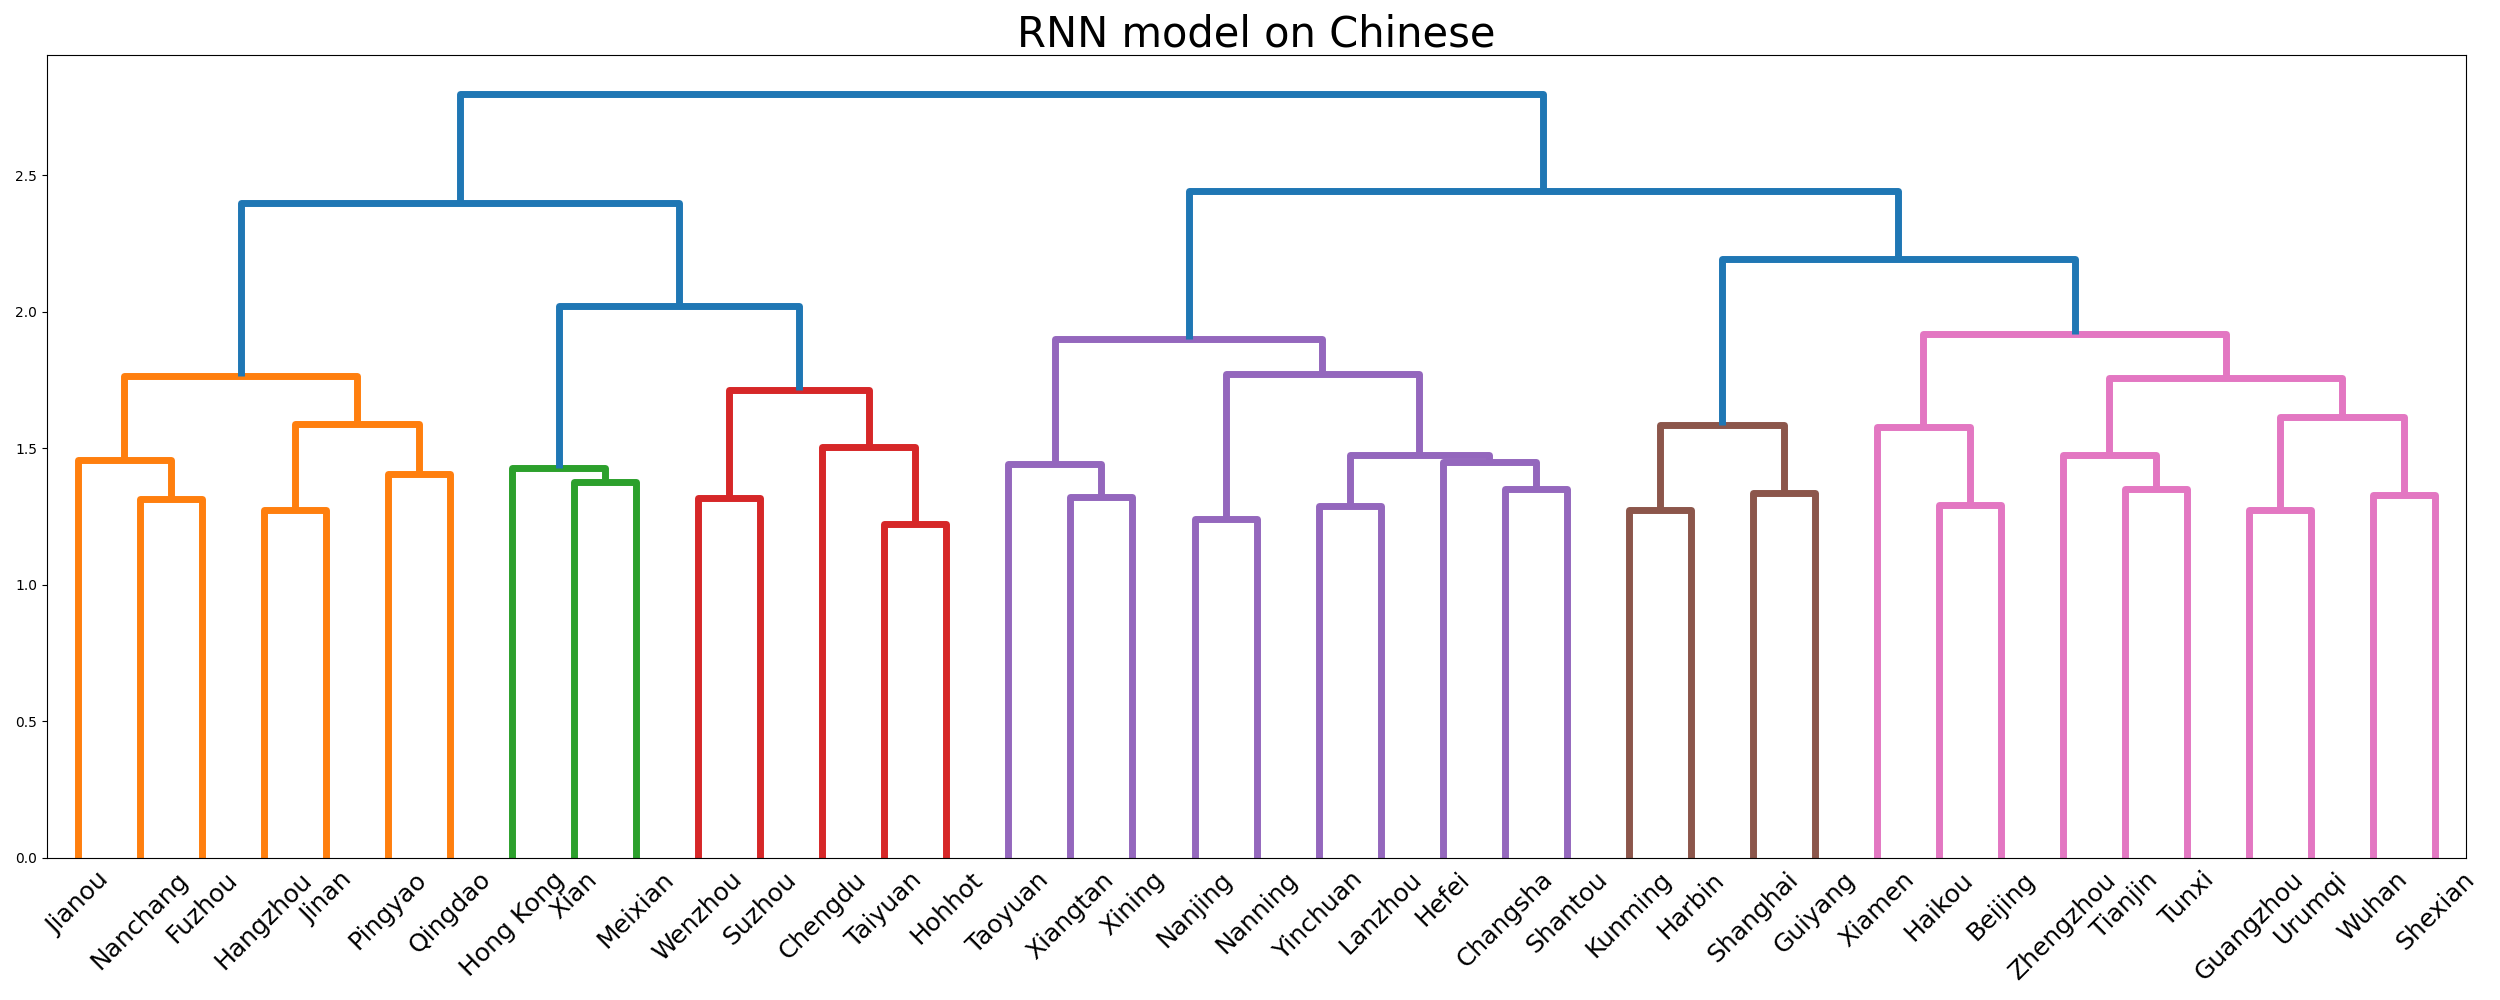 RNN model on Chinese
2.5
2.0
1.5
1.0
0.5
0.0
Jianou
Nanchang
Fuzhou
Hangzhou
Jinan
Pingyao
Qingdao
Hong Kong
Xian
Meixian
Wenzhou
Suzhou
Chengdu
Taiyuan
Hohhot
Taoyuan
Xiangtan
Xining
Nanjing
Nanning
Yinchuan
Lanzhou
Hefei
Changsha
Shantou
Kunming
Harbin
Shanghai
Guiyang
Xiamen
Haikou
Beijing
Zhengzhou
Tianjin
Tunxi
Guangzhou
Urumqi
Wuhan
Shexian